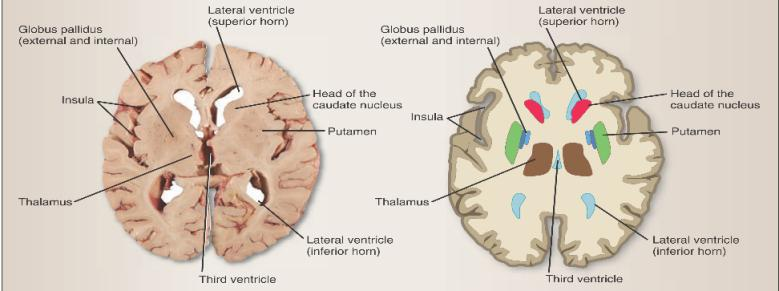 Lateral ventricle
(superior horn)
Globus pallidus
(external and internal)
Insula
Head of the
caudate nucleus
Putamen
Thalamus
Lateral ventricle
(inferior horn)
Third ventricle
Lateral ventricle
(superior horn)
Globus pallidus
(external and internal)
Insula
Head of the
caudate nucleus
Putamen
Thalamus
Lateral ventricle
(inferior horn)
Third ventricle